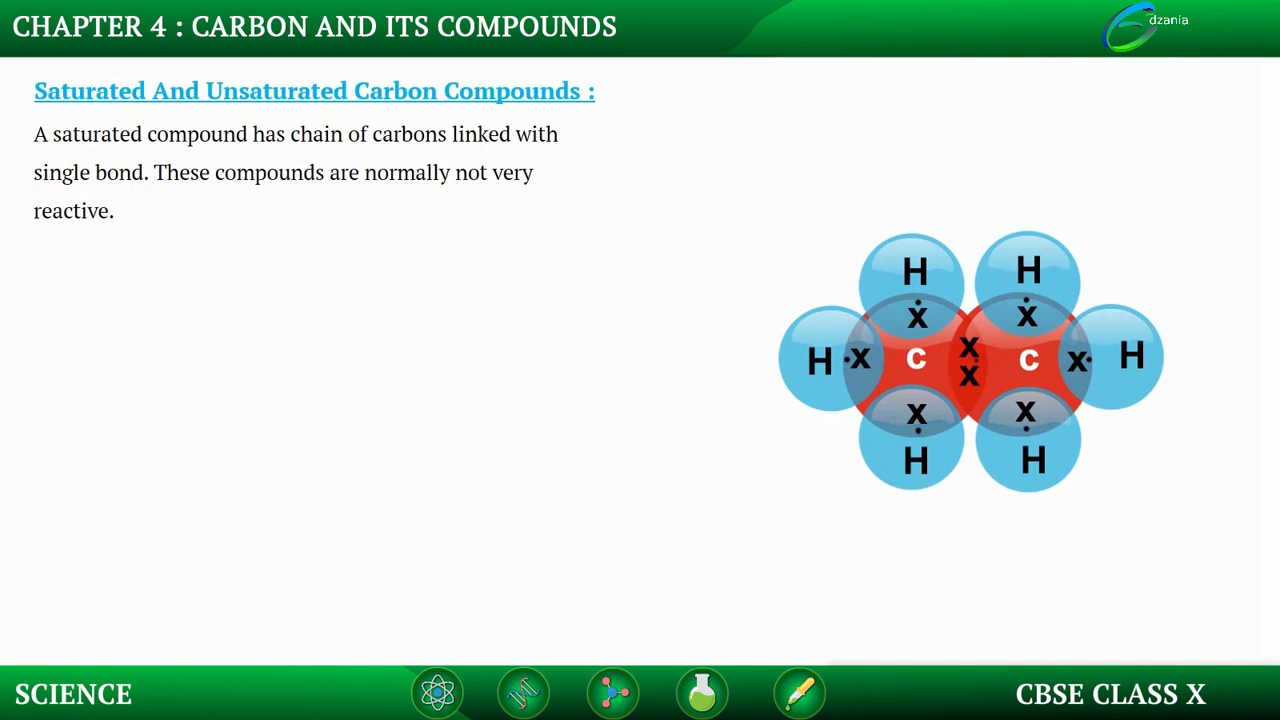 CHAPTER 4 : CARBON AND ITS COMPOUNDS
dzania
Saturated And Unsaturated Carbon Compounds :
A saturated compound has chain of carbons linked with
single bond. These compounds are normally not very
reactive.
H H
X X
H X C X C X H
X
X X
H H
SCIENCE
CBSE CLASS X